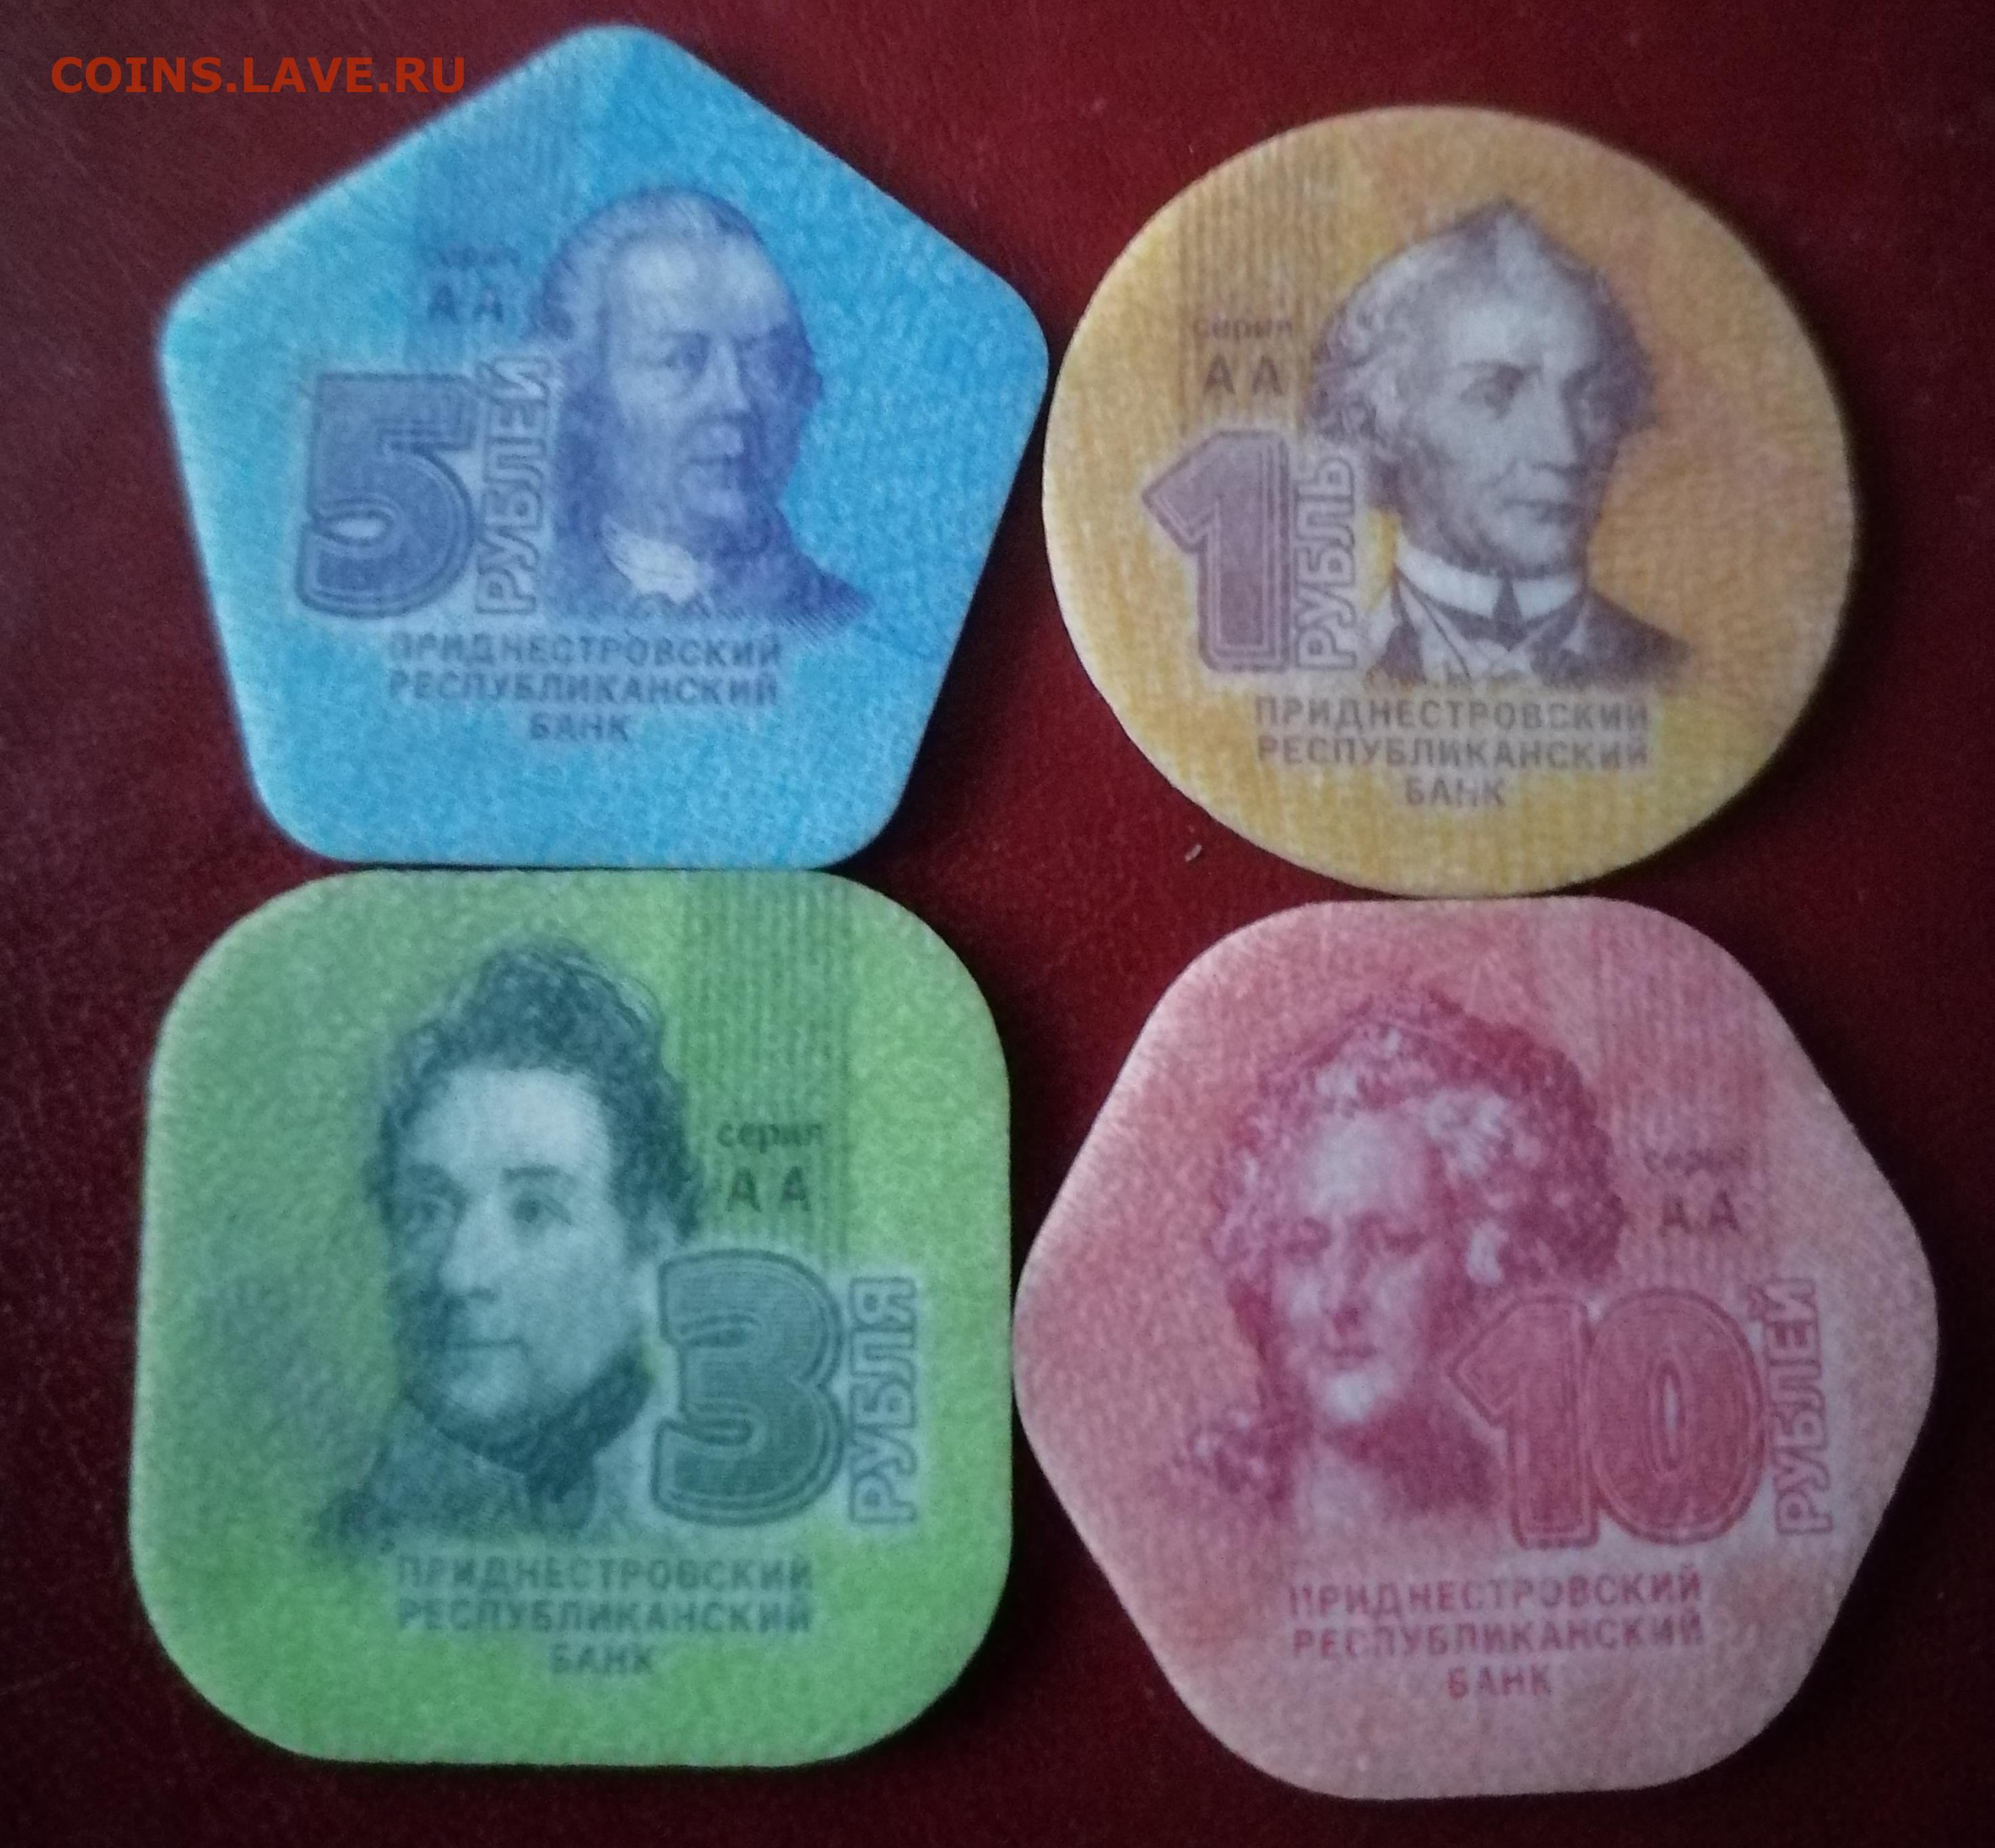 COINS.LAVE.RU
серия
А А
5
РУБЛЕЙ
ПРИДНЕСТРОВСКИЙ
РЕСПУБЛИКАНСКИЙ
БАНК
серия
А А
1
РУБЛЬ
ПРИДНЕСТРОВСКИЙ
РЕСПУБЛИКАНСКИЙ
БАНК
серия
А А
3
РУБЛЯ
ПРИДНЕСТРОВСКИЙ
РЕСПУБЛИКАНСКИЙ
БАНК
серия
А А
10
РУБЛЕЙ
ПРИДНЕСТРОВСКИЙ
РЕСПУБЛИКАНСКИЙ
БАНК